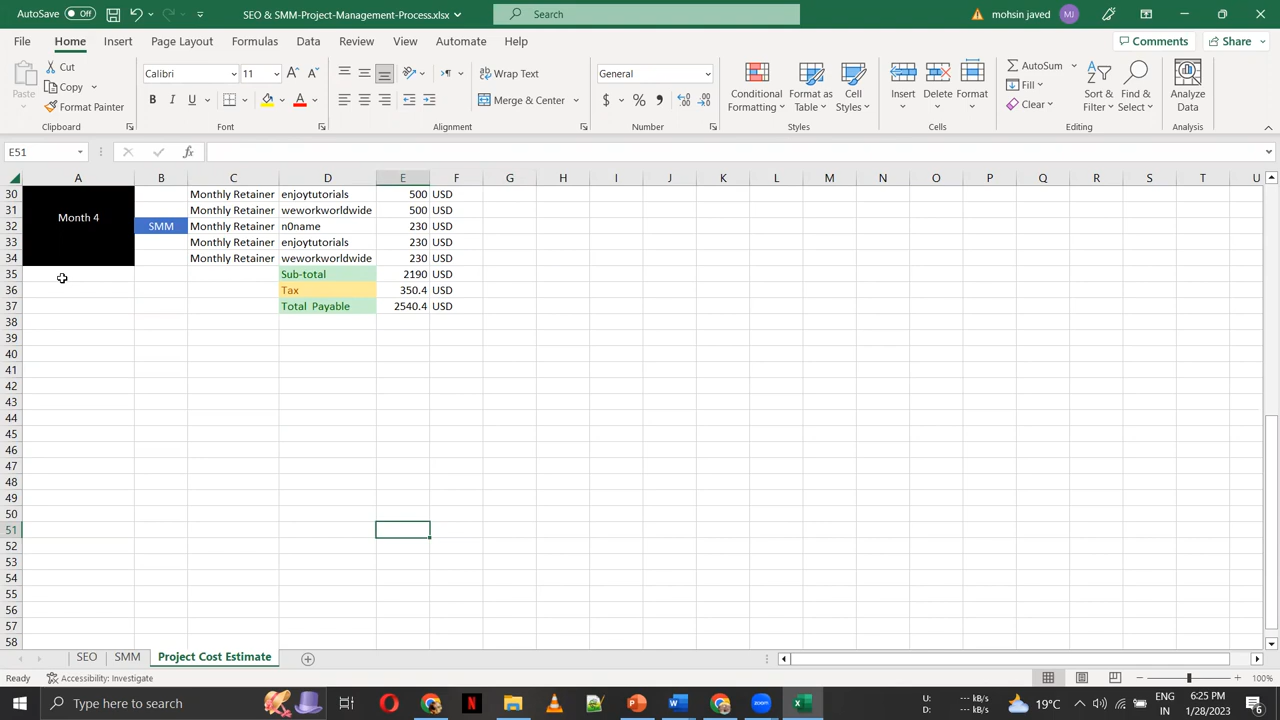 AutoSave Off SEO & SMM-Project-Management-Process.xlsx Search mohsin javed MJ
File Home Insert Page Layout Formulas Data Review View Automate Help Comments Share
Paste Cut Copy Format Painter Clipboard
Calibri 11 Font
Wrap Text Merge & Center Alignment
General Number
Conditional Formatting Format as Table Cell Styles Styles
Insert Delete Format Cells
AutoSum Fill Clear Sort & Filter Find & Select Editing
Analyze Data Analysis
E51 fx
A B C D E F G H I J K L M N O P Q R S T U
30 Monthly Retainer enjoytutorials 500 USD
31 Month 4 Monthly Retainer weworkworldwide 500 USD
32 SMM Monthly Retainer n0name 230 USD
33 Monthly Retainer enjoytutorials 230 USD
34 Monthly Retainer weworkworldwide 230 USD
35 Sub-total 2190 USD
36 Tax 350.4 USD
37 Total Payable 2540.4 USD
38
39
40
41
42
43
44
45
46
47
48
49
50
51
52
53
54
55
56
57
58
SEO SMM Project Cost Estimate
Ready Accessibility: Investigate 100%
Type here to search U: --- kB/s D: --- kB/s 19°C ENG IN 6:25 PM 1/28/2023 6